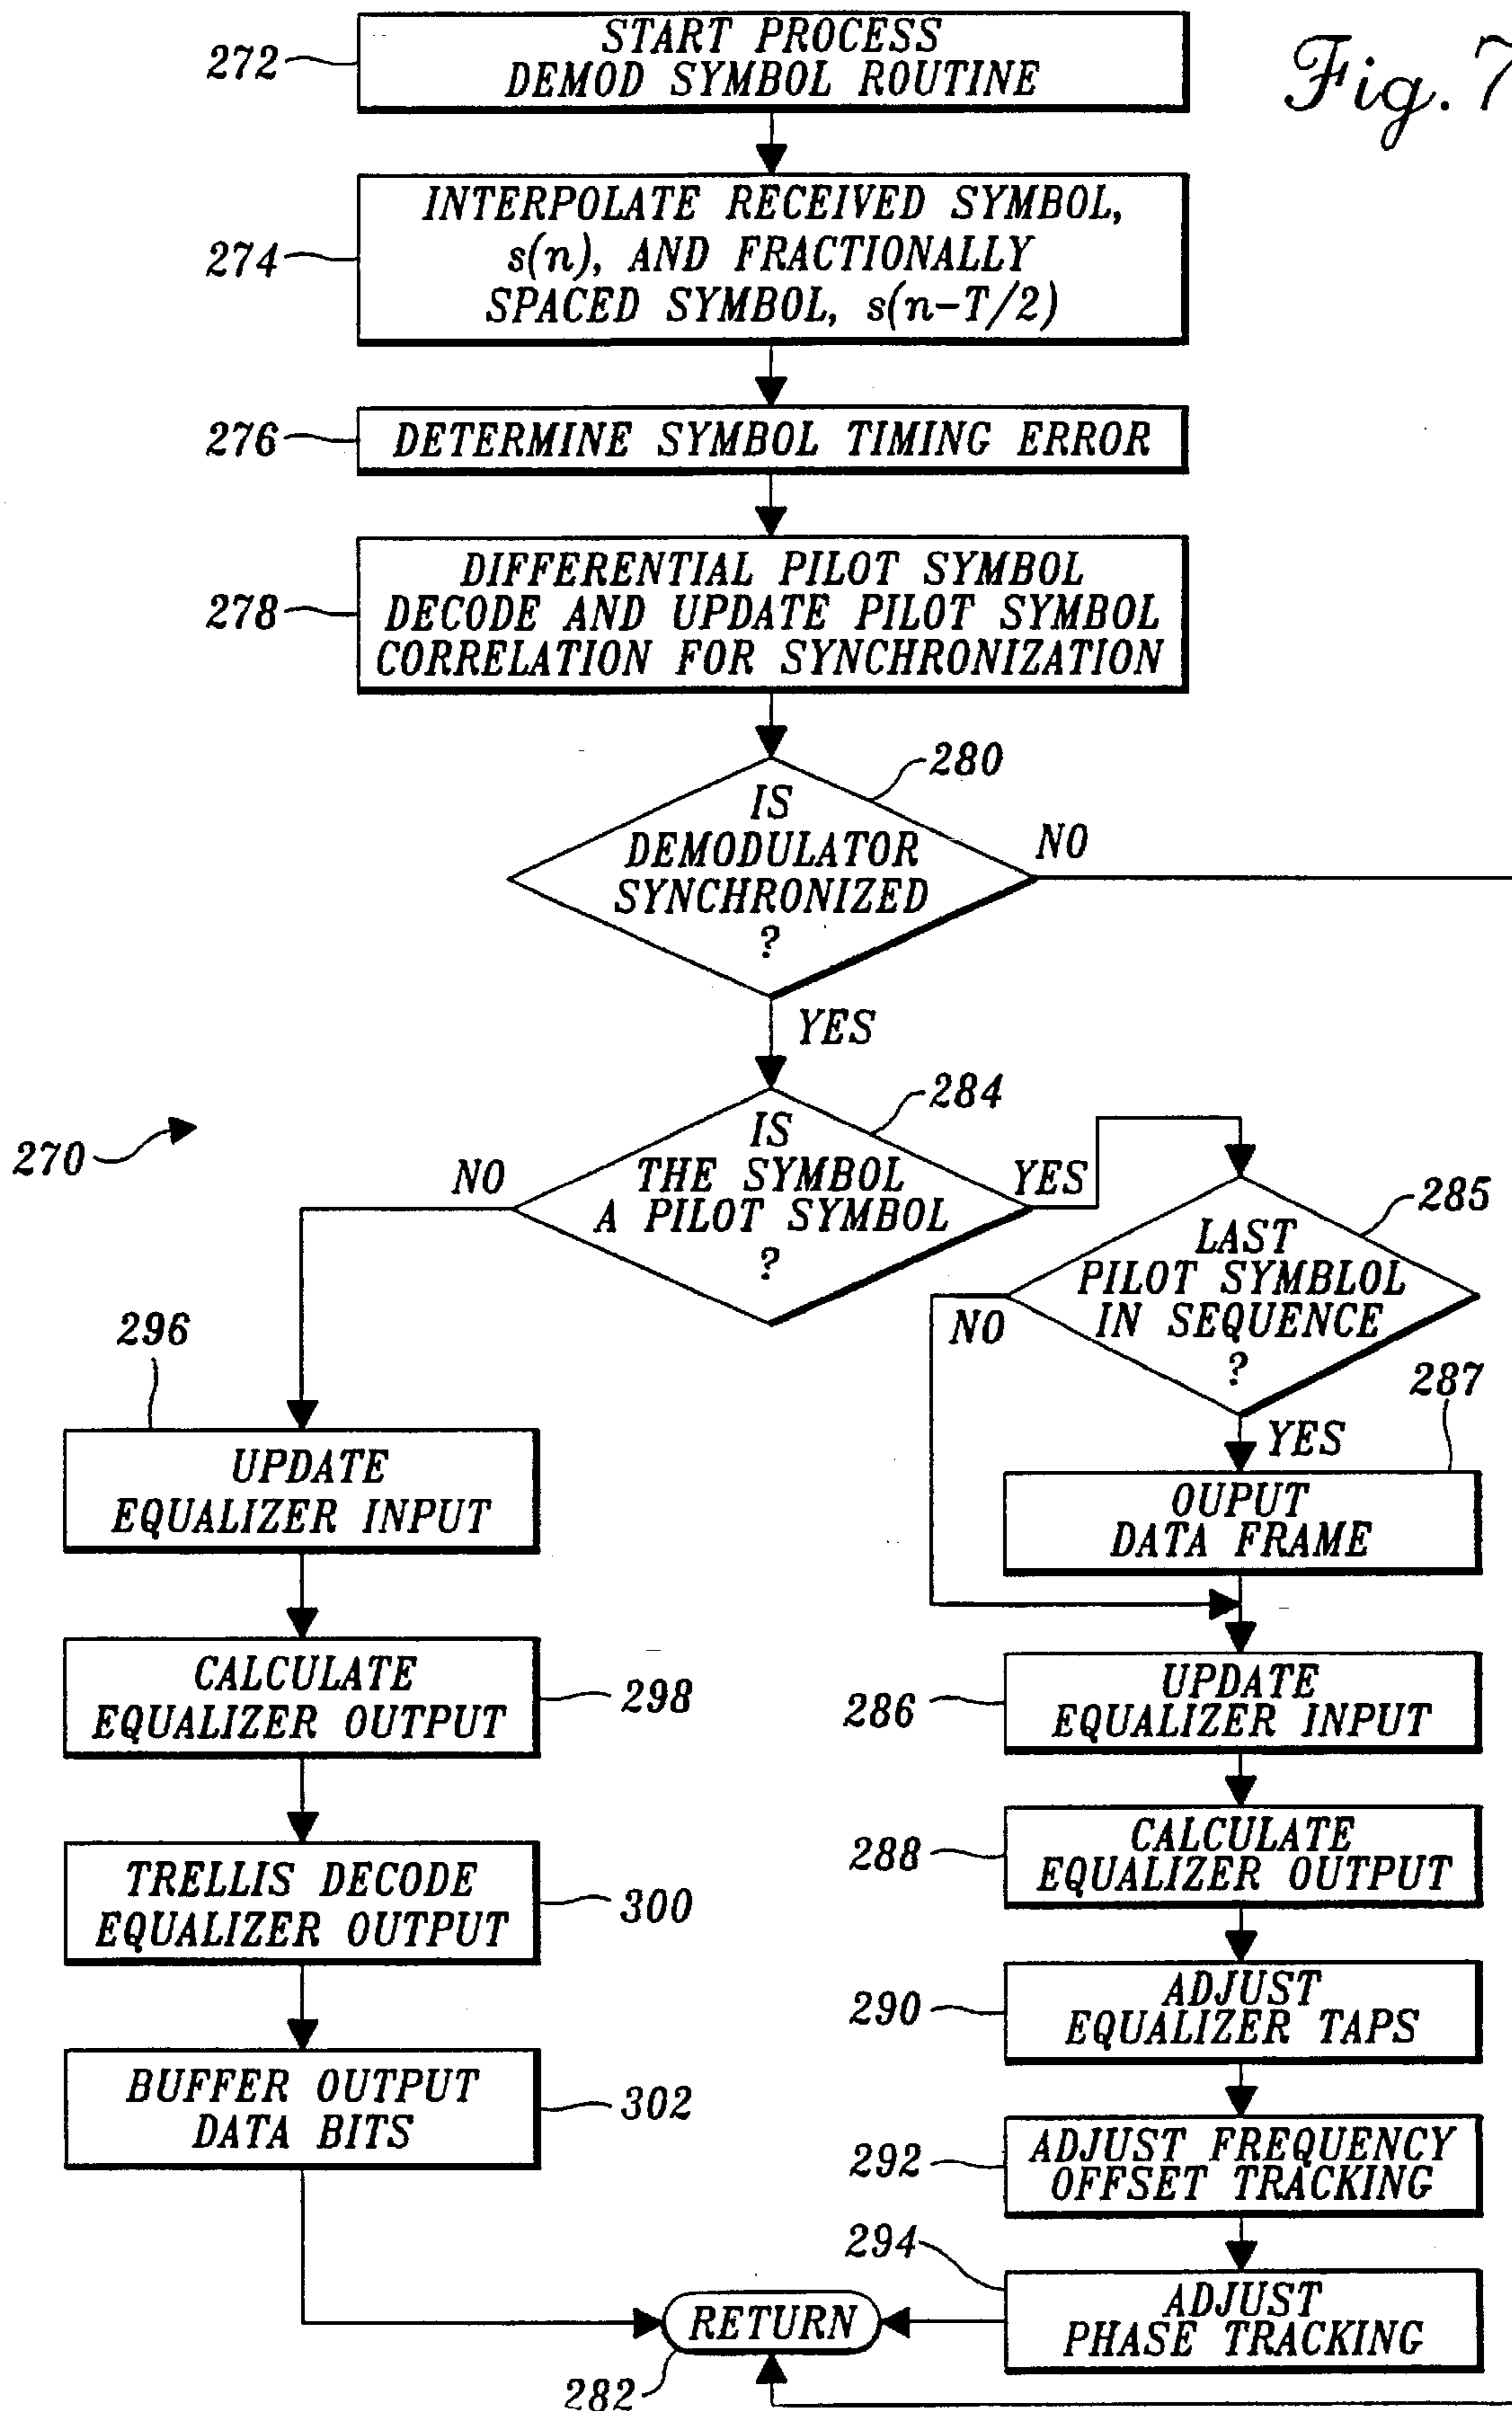 Fig. 7
272
START PROCESS
DEMOD SYMBOL ROUTINE
274
INTERPOLATE RECEIVED SYMBOL,
s(n), AND FRACTIONALLY
SPACED SYMBOL, s(n-T/2)
276
DETERMINE SYMBOL TIMING ERROR
278
DIFFERENTIAL PILOT SYMBOL
DECODE AND UPDATE PILOT SYMBOL
CORRELATION FOR SYNCHRONIZATION
280
IS
DEMODULATOR
SYNCHRONIZED
?
NO
YES
270
284
IS
THE SYMBOL
A PILOT SYMBOL
?
NO
YES
285
LAST
PILOT SYMBLOL
IN SEQUENCE
?
NO
YES
287
OUPUT
DATA FRAME
296
UPDATE
EQUALIZER INPUT
298
CALCULATE
EQUALIZER OUTPUT
300
TRELLIS DECODE
EQUALIZER OUTPUT
302
BUFFER OUTPUT
DATA BITS
286
UPDATE
EQUALIZER INPUT
288
CALCULATE
EQUALIZER OUTPUT
290
ADJUST
EQUALIZER TAPS
292
ADJUST FREQUENCY
OFFSET TRACKING
294
ADJUST
PHASE TRACKING
RETURN
282